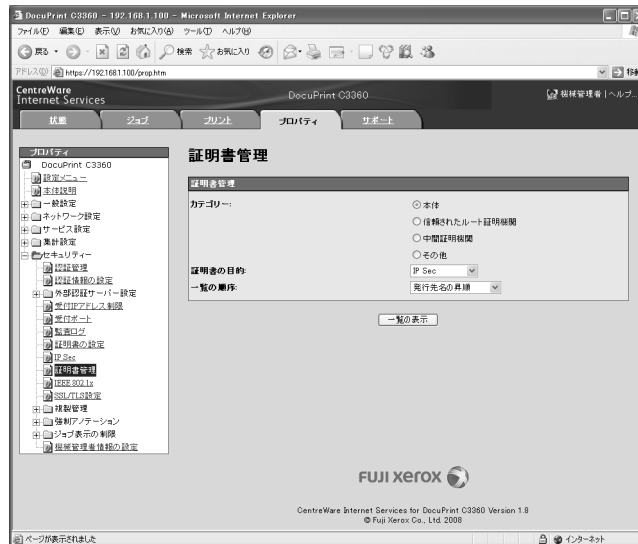 DocuPrint C3360 - 192.168.1.100 - Microsoft Internet Explorer
ファイル(F) 編集(E) 表示(V) お気に入り(A) ツール(T) ヘルプ(H)
戻る 検索 お気に入り
アドレス(D) https://192.168.1.100/prop.htm 移動
CentreWare
Internet Services
DocuPrint C3360
機械管理者 | ヘルプ...
状態 ジョブ プリント プロパティ サポート
プロパティ
DocuPrint C3360
設定メニュー
本体説明
一般設定
ネットワーク設定
サービス設定
集計設定
セキュリティー
認証管理
認証情報の設定
外部認証サーバー設定
受付IPアドレス制限
受付ポート
監査ログ
証明書の設定
IP Sec
証明書管理
IEEE 802.1x
SSL/TLS設定
複製管理
強制アノテーション
ジョブ表示の制限
機械管理者情報の設定
証明書管理
証明書管理
カテゴリー: 本体
信頼されたルート証明機関
中間証明機関
その他
証明書の目的: IP Sec
一覧の順序: 発行先名の昇順
一覧の表示
FUJI XEROX
CentreWare Internet Services for DocuPrint C3360 Version 1.8
© Fuji Xerox Co., Ltd. 2008
ページが表示されました インターネット